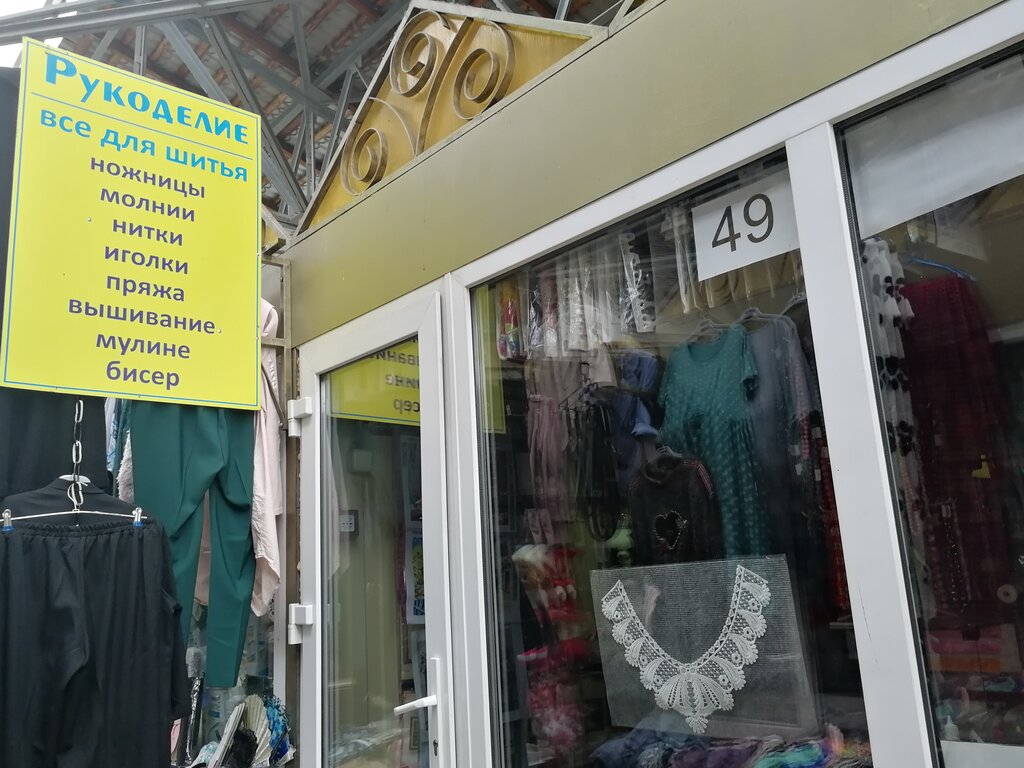 Рукоделие
все для шитья
ножницы
молнии
нитки
иголки
пряжа
вышивание
мулине
бисер
49